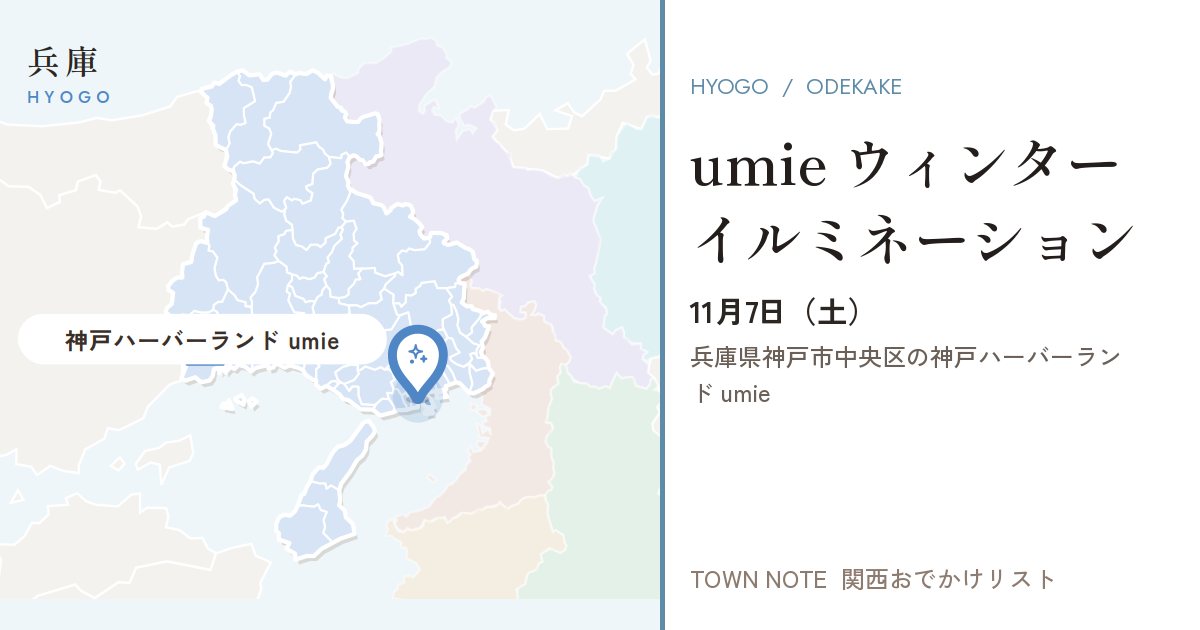 兵庫
HYOGO
神戸ハーバーランド umie
HYOGO / ODEKAKE
umie ウィンター
イルミネーション
11月7日（土）
兵庫県神戸市中央区の神戸ハーバーラン
ド umie
TOWN NOTE 関西おでかけリスト